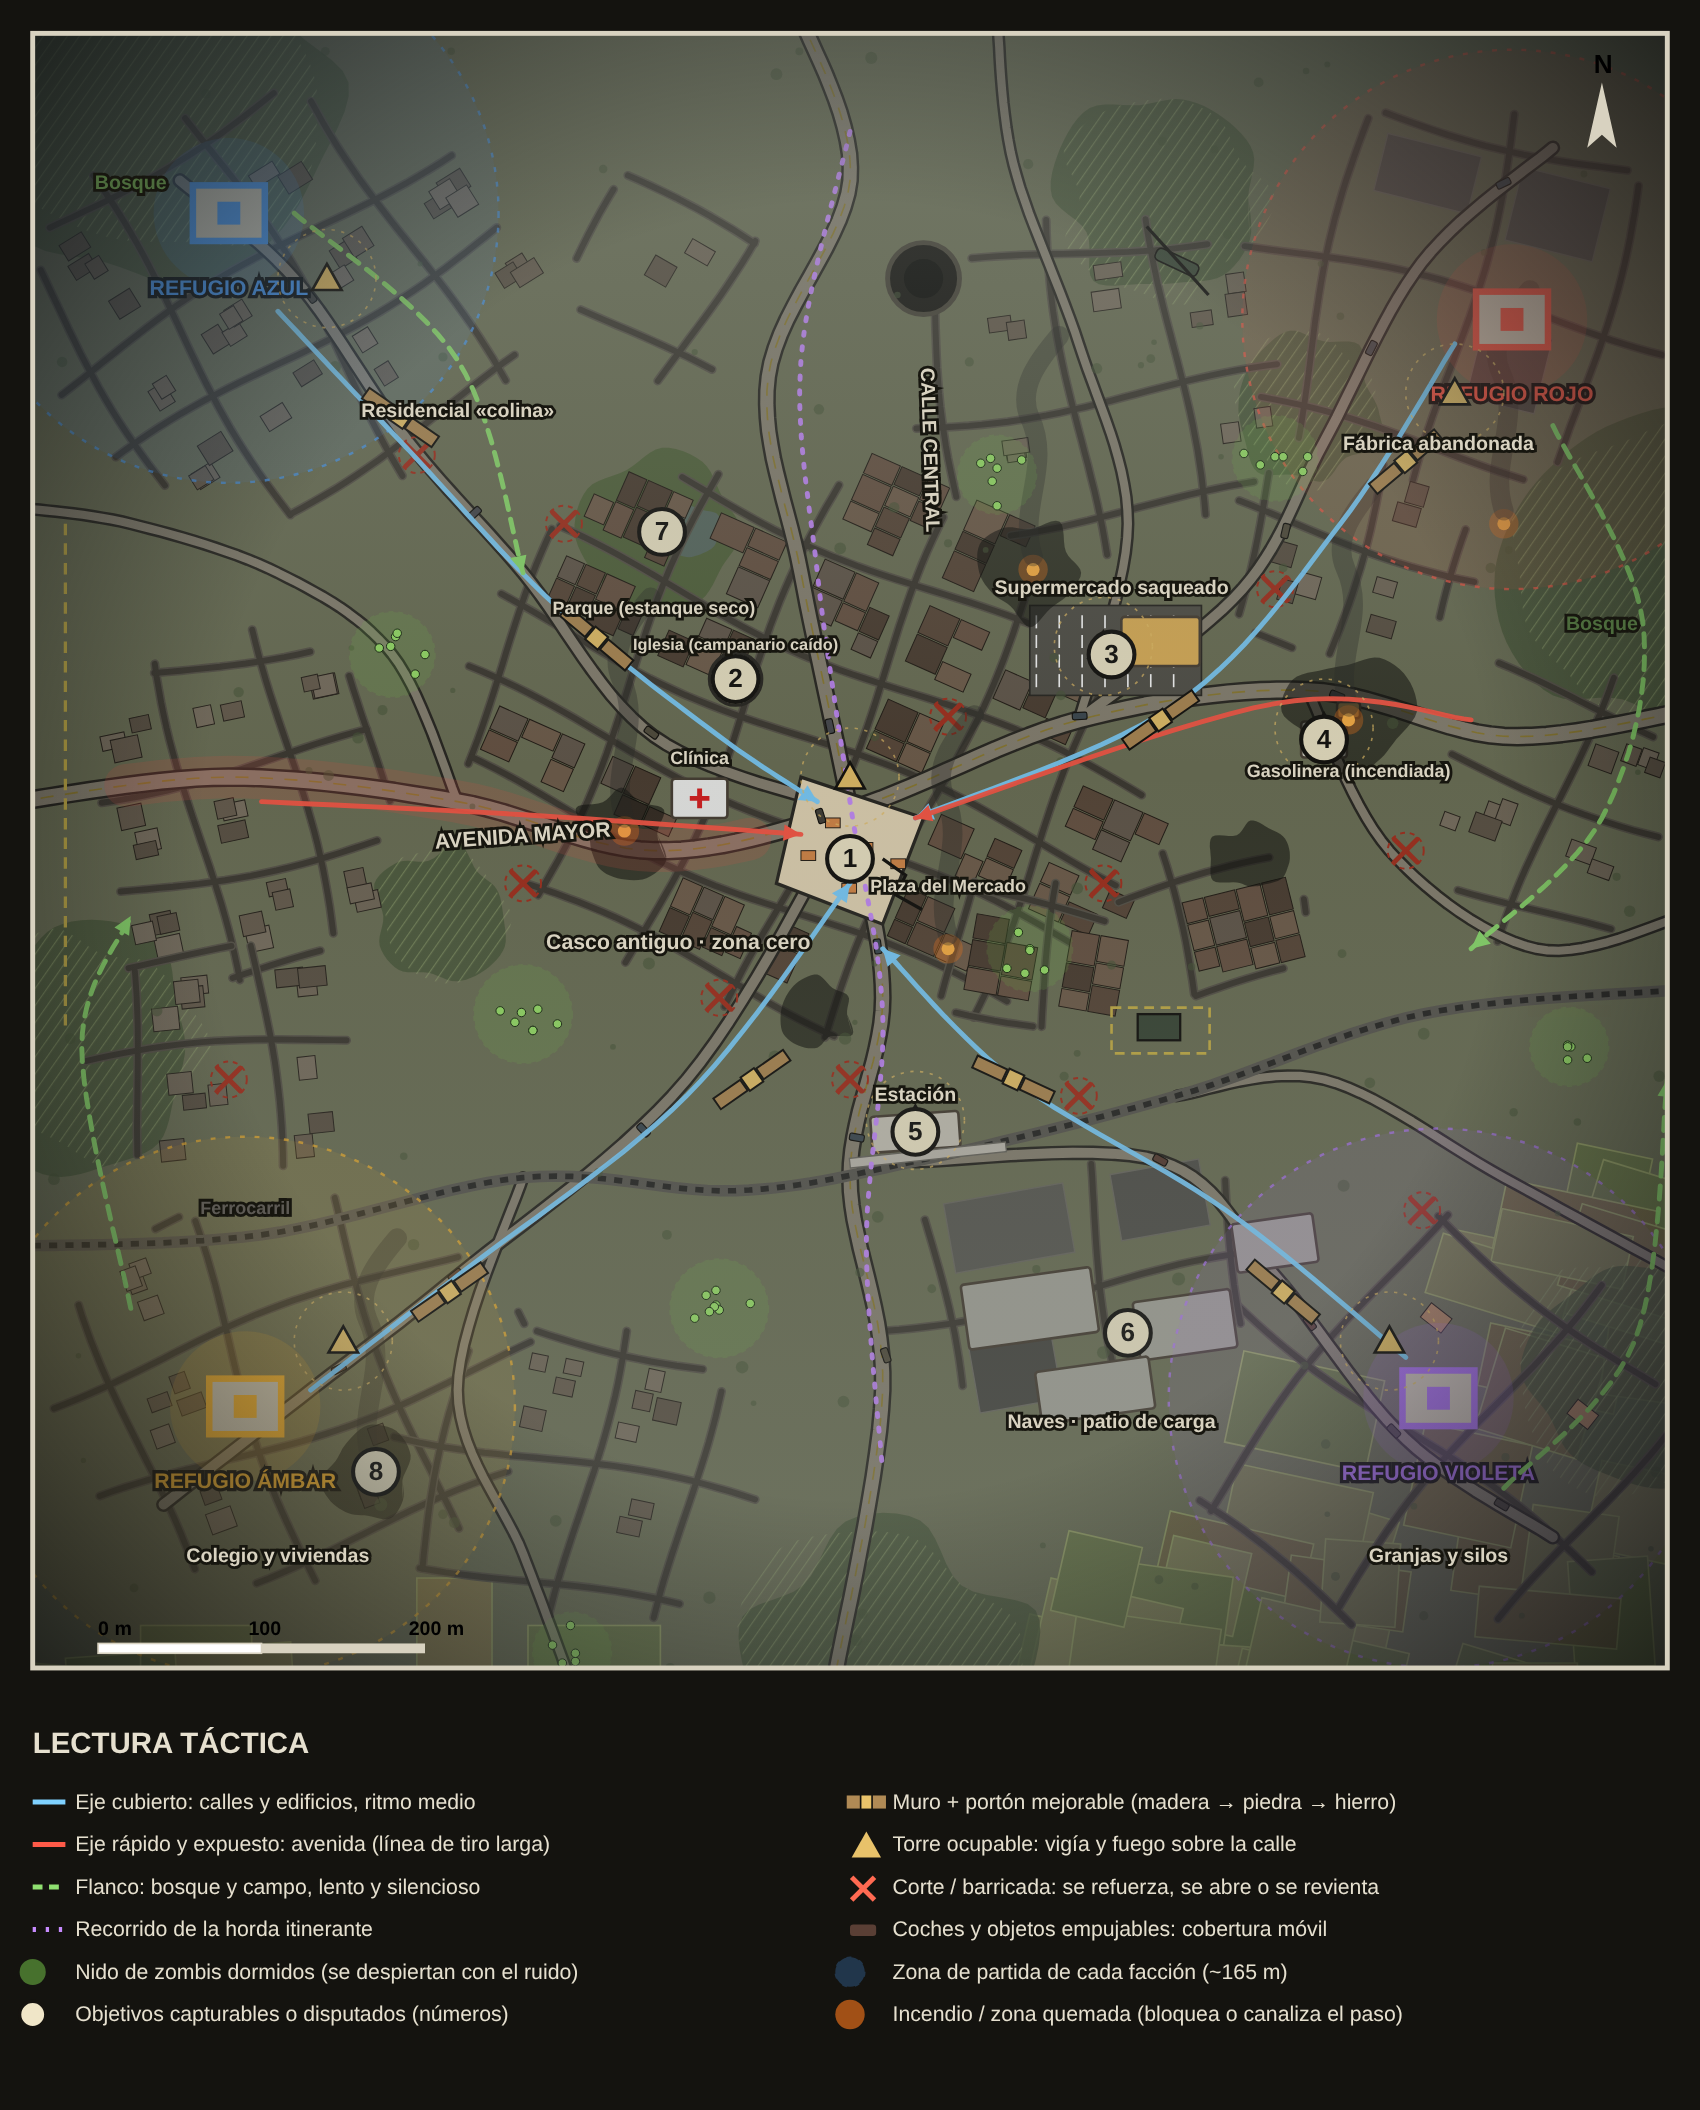 N
Bosque
REFUGIO AZUL
Residencial «colina»
CALLE CENTRAL
REFUGIO ROJO
Fábrica abandonada
7
Supermercado saqueado
Parque (estanque seco)
Bosque
Iglesia (campanario caído)
2
3
4
Clínica
Gasolinera (incendiada)
AVENIDA MAYOR
1
Plaza del Mercado
Casco antiguo · zona cero
Estación
5
Ferrocarril
6
Naves · patio de carga
REFUGIO ÁMBAR
8
REFUGIO VIOLETA
Colegio y viviendas
Granjas y silos
0 m 100 200 m
LECTURA TÁCTICA
Eje cubierto: calles y edificios, ritmo medio
Eje rápido y expuesto: avenida (línea de tiro larga)
Flanco: bosque y campo, lento y silencioso
Recorrido de la horda itinerante
Nido de zombis dormidos (se despiertan con el ruido)
Objetivos capturables o disputados (números)
Muro + portón mejorable (madera → piedra → hierro)
Torre ocupable: vigía y fuego sobre la calle
Corte / barricada: se refuerza, se abre o se revienta
Coches y objetos empujables: cobertura móvil
Zona de partida de cada facción (~165 m)
Incendio / zona quemada (bloquea o canaliza el paso)